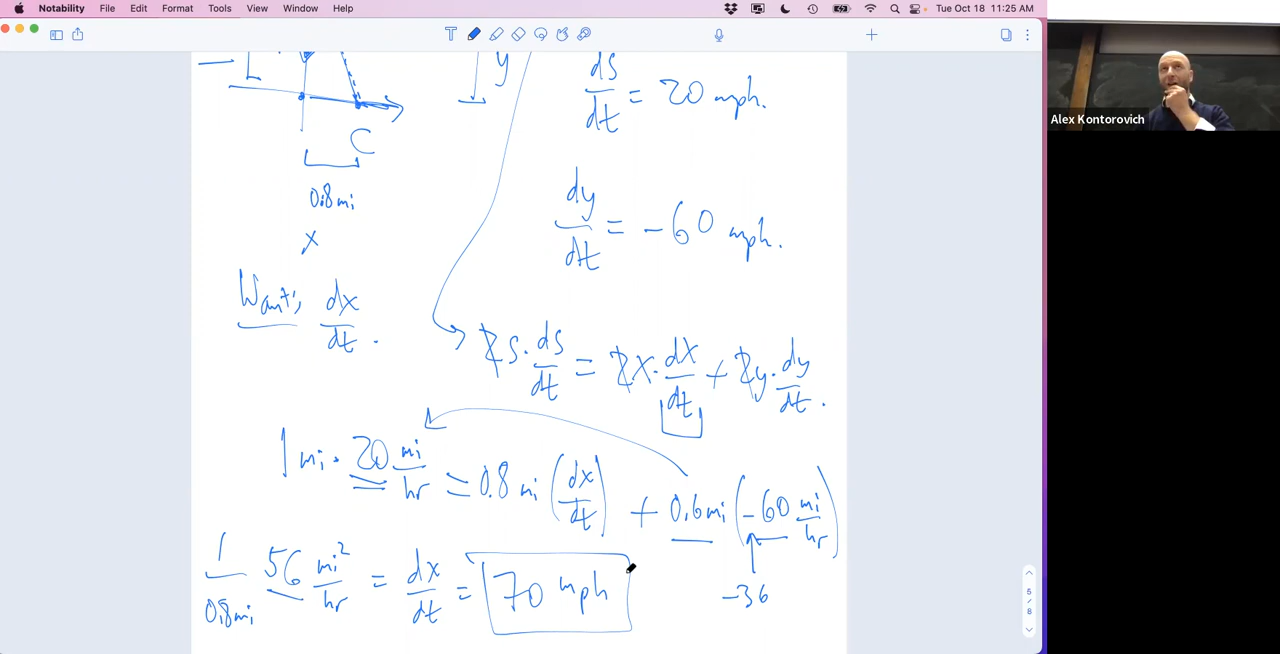 Notability File Edit Format Tools View Window Help Tue Oct 18 11:25 AM
Alex Kontorovich
L
y
C
0.8 mi
x
ds/dt = 20 mph.
dy/dt = -60 mph.
Want: dx/dt.
2s · ds/dt = 2x · dx/dt + 2y · dy/dt.
1 mi · 20 mi/hr = 0.8 mi (dx/dt) + 0.6 mi (-60 mi/hr)
-36
1/0.8mi 56 mi²/hr = dx/dt = 70 mph
5
/
8